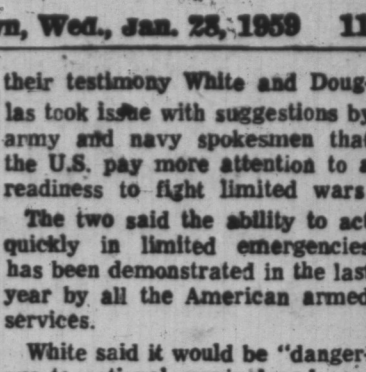 n, Wed., Jan. 28, 1959 11
their testimony White and Doug-
las took issue with suggestions by
army and navy spokesmen that
the U.S. pay more attention to a
readiness to fight limited wars
The two said the ability to act
quickly in limited emergencies
has been demonstrated in the last
year by all the American armed
services.
White said it would be "danger-